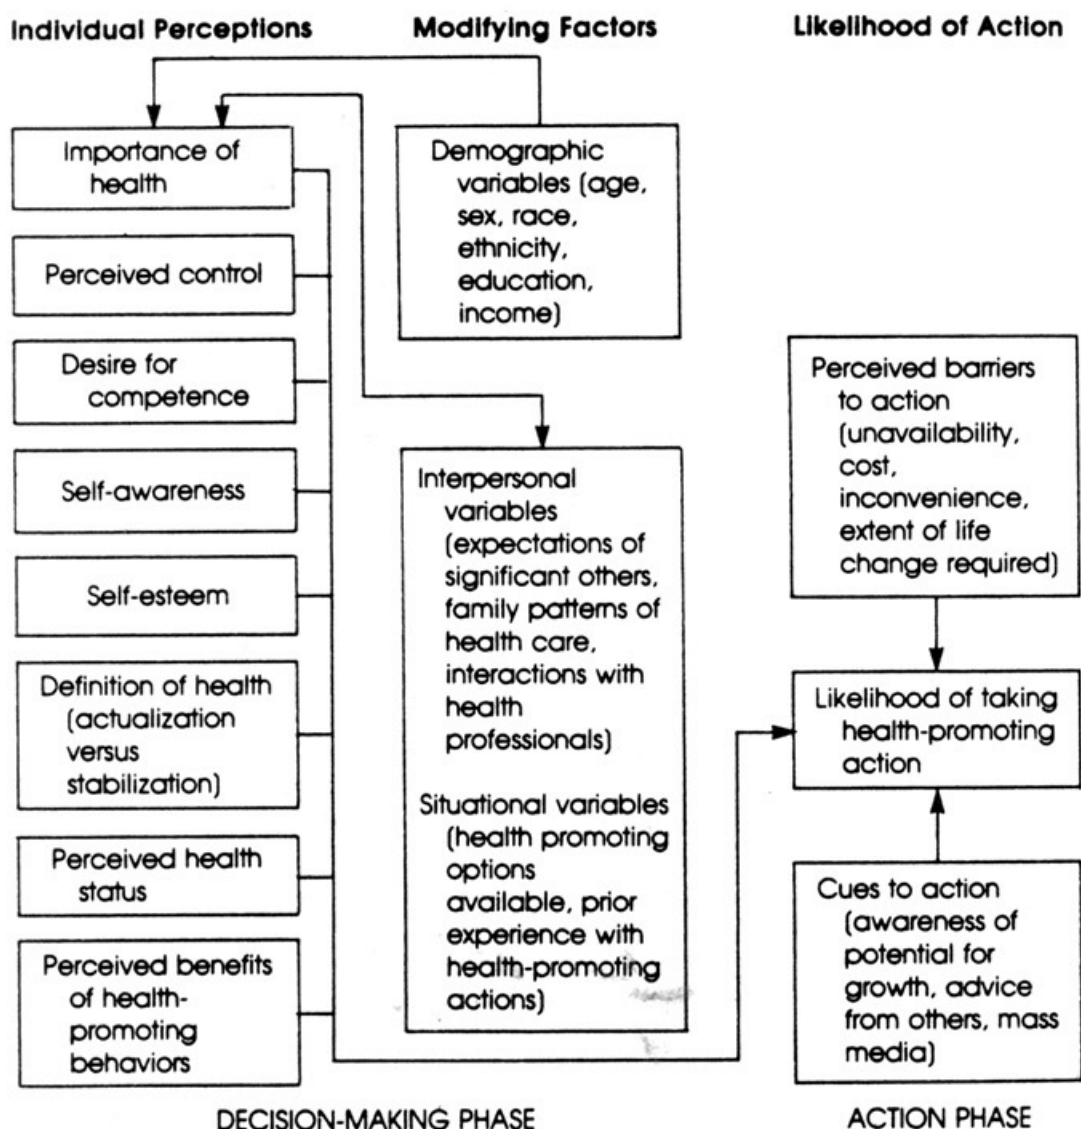 Individual Perceptions
Modifying Factors
Likelihood of Action
Importance of
health
Perceived control
Desire for
competence
Self-awareness
Self-esteem
Definition of health
(actualization
versus
stabilization)
Perceived health
status
Perceived benefits
of health-
promoting
behaviors
Demographic
variables (age,
sex, race,
ethnicity,
education,
income)
Interpersonal
variables
(expectations of
significant others,
family patterns of
health care,
interactions with
health
professionals)
Situational variables
(health promoting
options
available, prior
experience with
health-promoting
actions)
Perceived barriers
to action
(unavailability,
cost,
inconvenience,
extent of life
change required)
Likelihood of taking
health-promoting
action
Cues to action
(awareness of
potential for
growth, advice
from others, mass
media)
DECISION-MAKING PHASE
ACTION PHASE